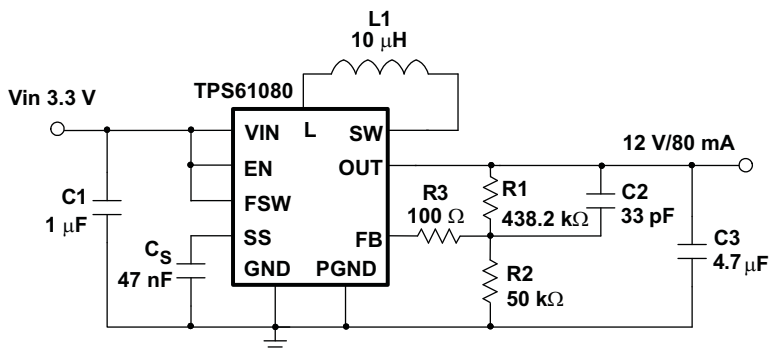 L1
10 μH
TPS61080
Vin 3.3 V
VIN
L
SW
12 V/80 mA
EN
OUT
C1
1 μF
FSW
R3
100 Ω
R1
438.2 kΩ
C2
33 pF
CS
47 nF
SS
FB
C3
4.7 μF
GND
PGND
R2
50 kΩ